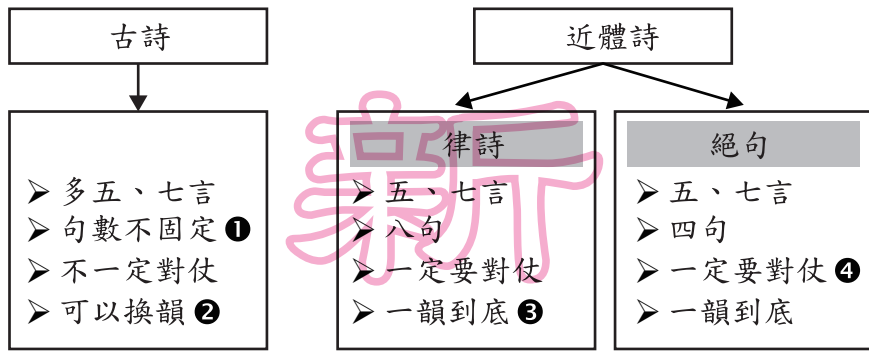 古詩
近體詩
➢ 多五、七言
➢ 句數不固定❶
➢ 不一定對仗
➢ 可以換韻❷
律詩
➢ 五、七言
➢ 八句
➢ 一定要對仗
➢ 一韻到底❸
絕句
➢ 五、七言
➢ 四句
➢ 一定要對仗❹
➢ 一韻到底
新